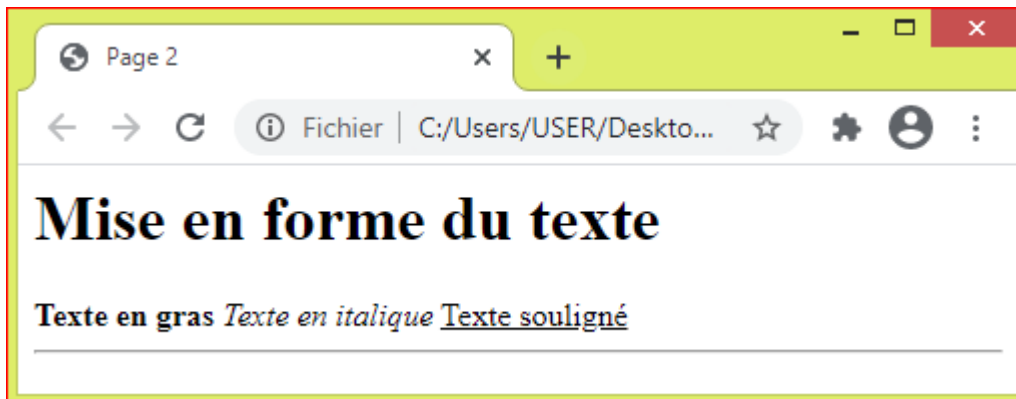 Page 2
Fichier C:/Users/USER/Deskto...
Mise en forme du texte
Texte en gras Texte en italique Texte souligné